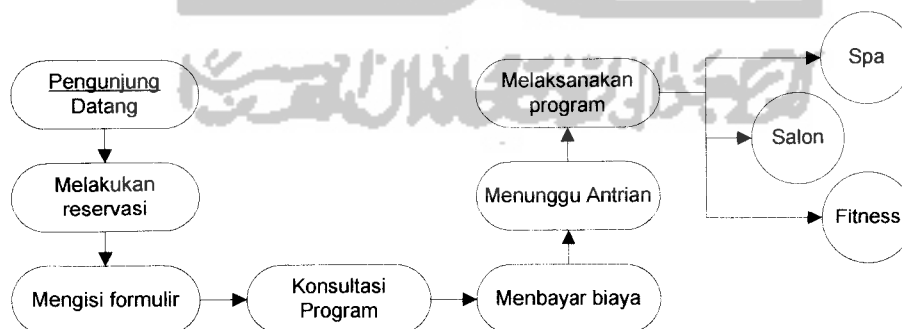 Pengunjung
Datang
Melakukan
reservasi
Mengisi formulir
Konsultasi
Program
Menbayar biaya
Menunggu Antrian
Melaksanakan
program
Spa
Salon
Fitness